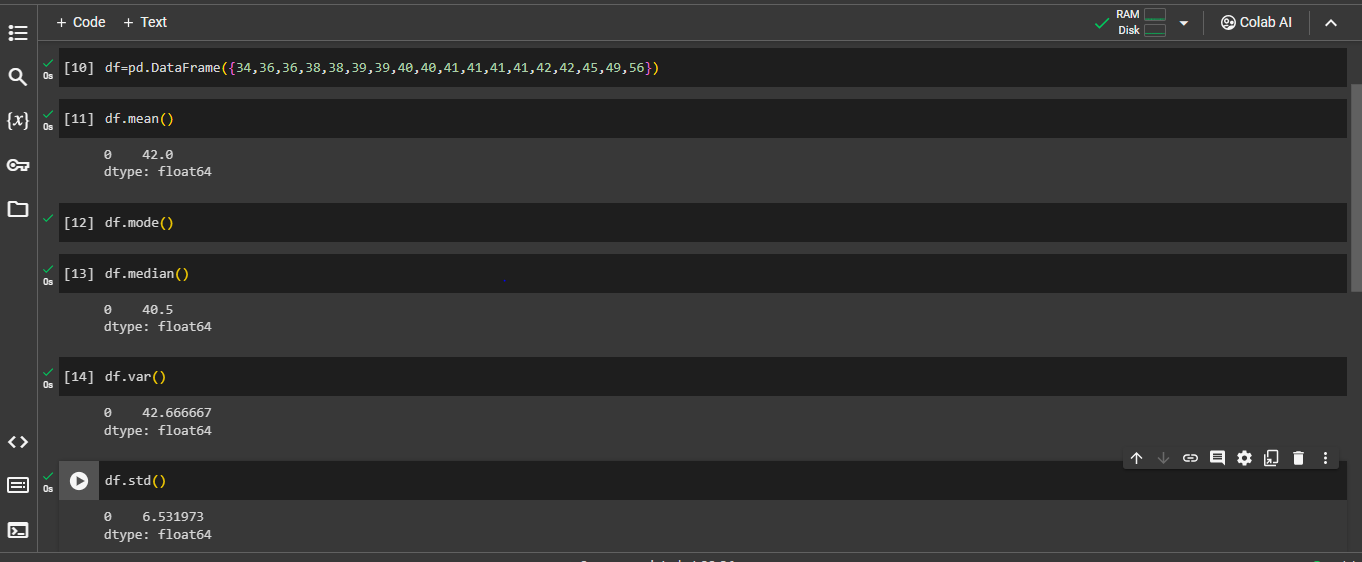 + Code + Text
RAM
Disk
Colab AI
{x}
0s [10] df=pd.DataFrame({34,36,36,38,38,39,39,40,40,41,41,41,41,42,42,45,49,56})
0s [11] df.mean()
0 42.0
dtype: float64
[12] df.mode()
0s [13] df.median()
0 40.5
dtype: float64
0s [14] df.var()
0 42.666667
dtype: float64
0s df.std()
0 6.531973
dtype: float64